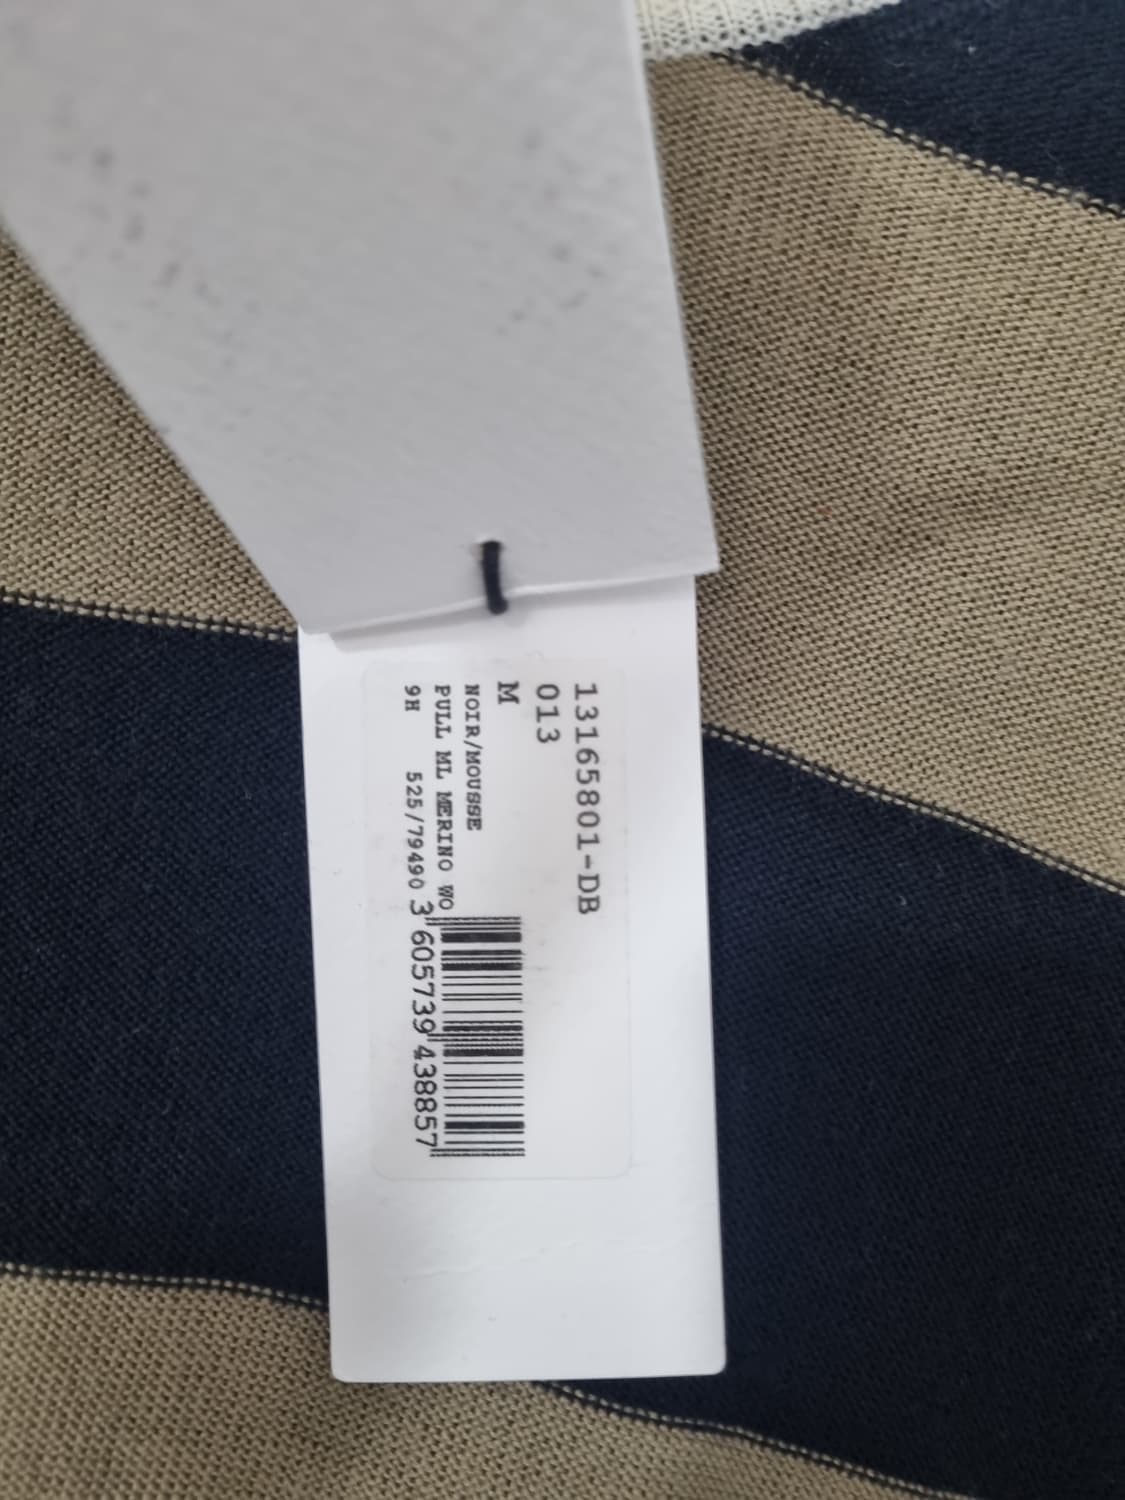 13165801-DB
013
M
NOIR/MOUSSE
PULL ML MERINO WO
9H 525/79490
3 605739 438857